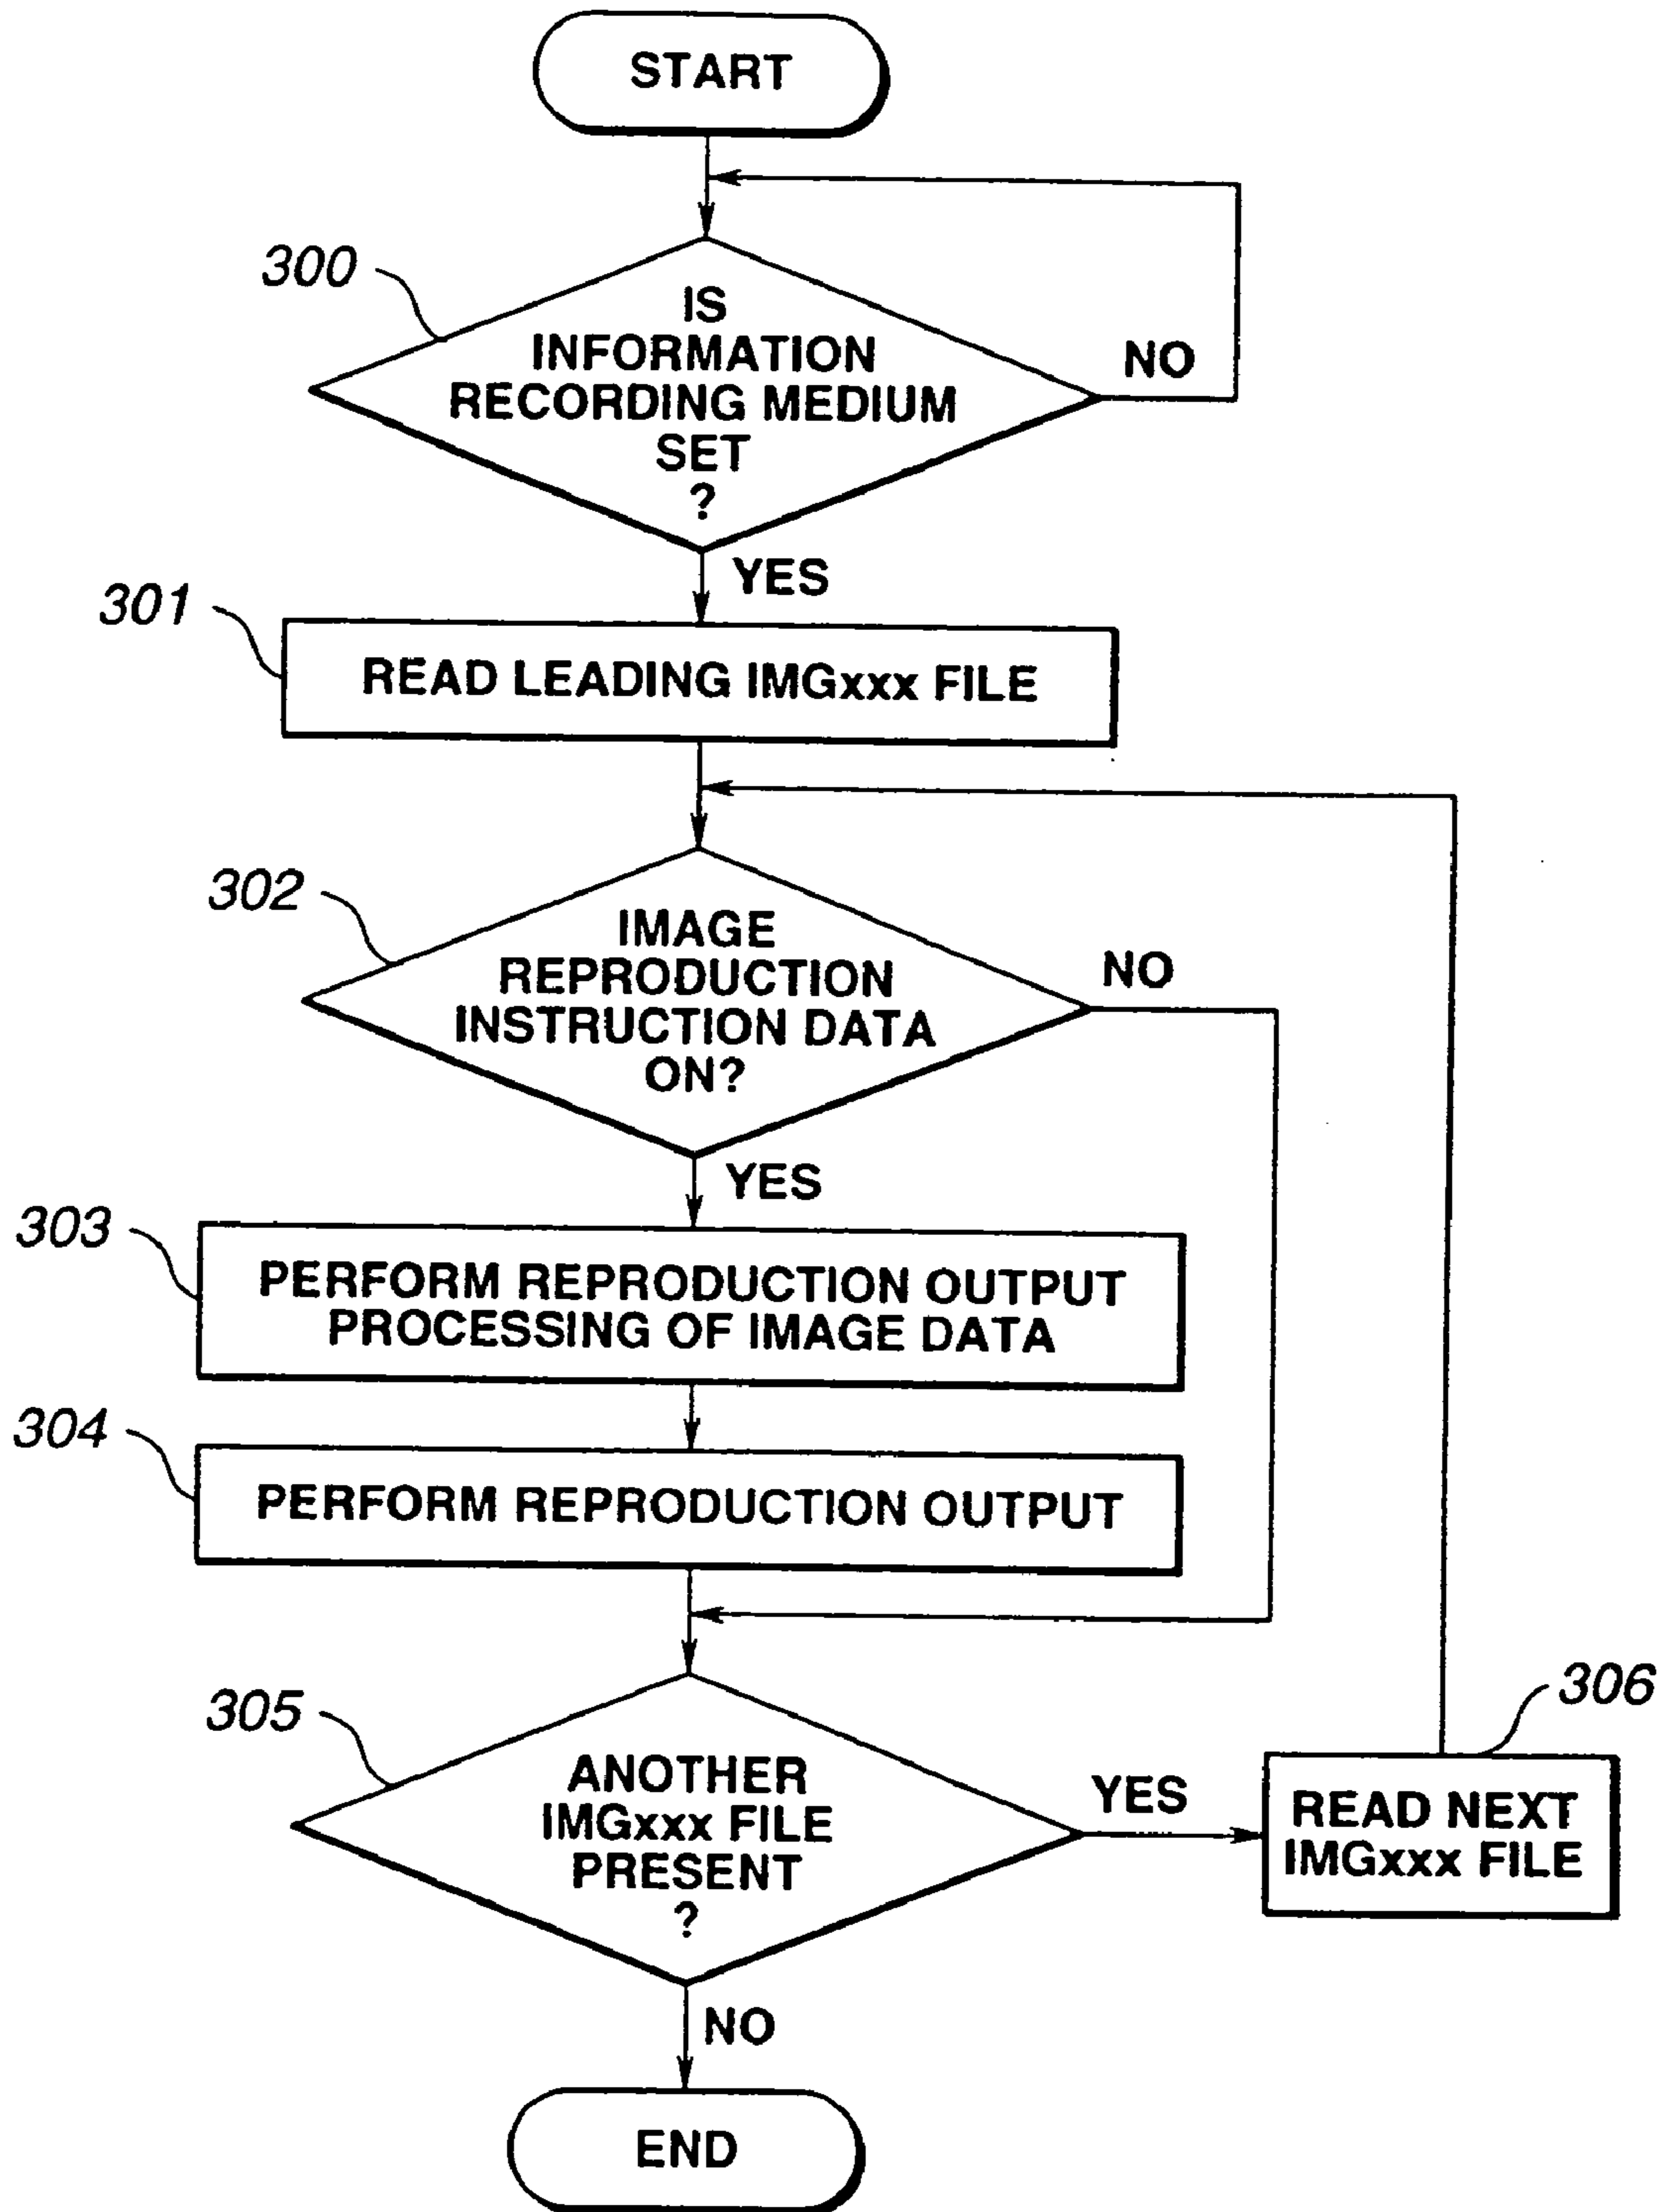 START
300
IS
INFORMATION
RECORDING MEDIUM
SET
?
NO
YES
301
READ LEADING IMGxxx FILE
302
IMAGE
REPRODUCTION
INSTRUCTION DATA
ON?
NO
YES
303
PERFORM REPRODUCTION OUTPUT
PROCESSING OF IMAGE DATA
304
PERFORM REPRODUCTION OUTPUT
305
ANOTHER
IMGxxx FILE
PRESENT
?
YES
306
READ NEXT
IMGxxx FILE
NO
END